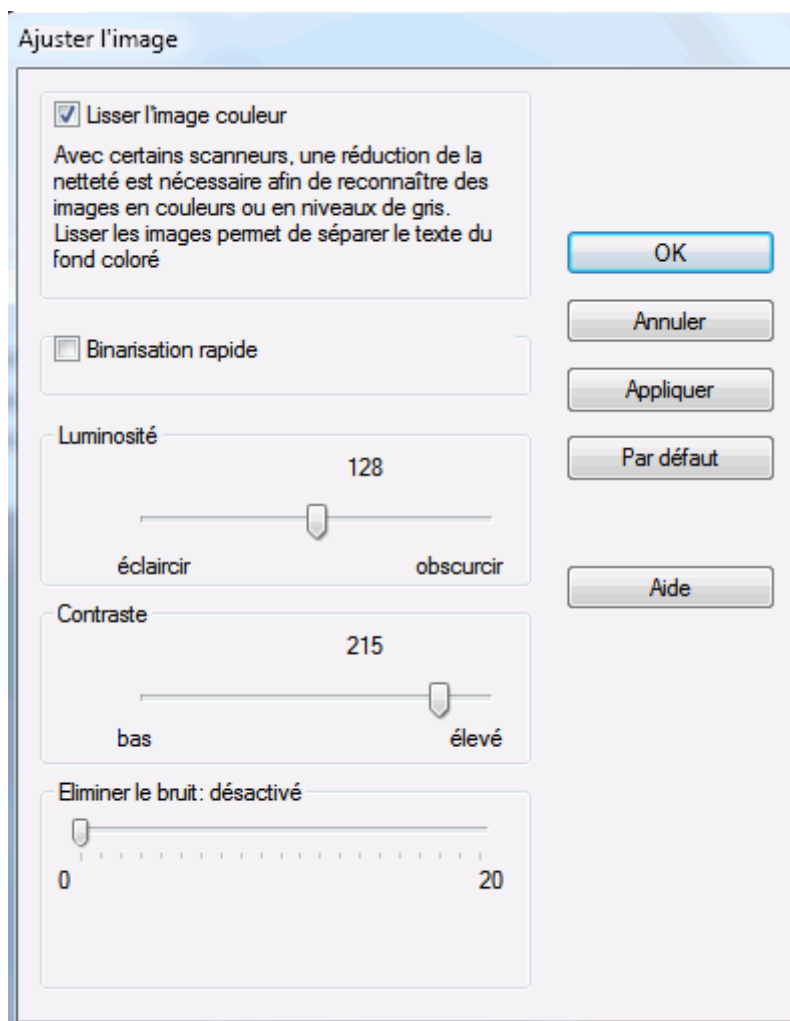 Ajuster l'image
Lisser l'image couleur
Avec certains scanneurs, une réduction de la
netteté est nécessaire afin de reconnaître des
images en couleurs ou en niveaux de gris.
Lisser les images permet de séparer le texte du
fond coloré
Binarisation rapide
Luminosité
128
éclaircir obscurcir
Contraste
215
bas élevé
Eliminer le bruit: désactivé
0 20
OK
Annuler
Appliquer
Par défaut
Aide